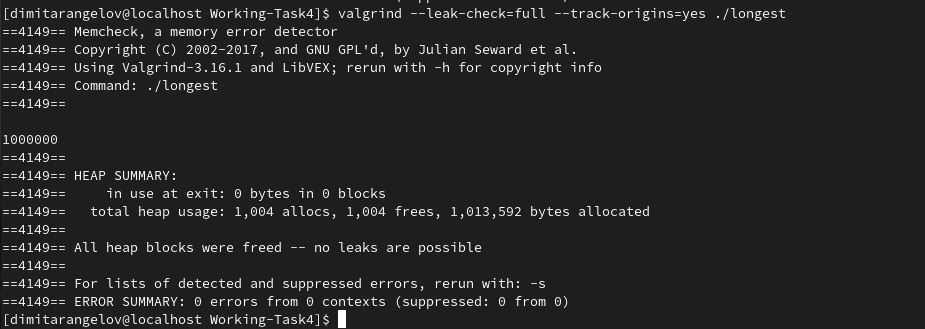 [dimitarangelov@localhost Working-Task4]$ valgrind --leak-check=full --track-origins=yes ./longest
==4149== Memcheck, a memory error detector
==4149== Copyright (C) 2002-2017, and GNU GPL'd, by Julian Seward et al.
==4149== Using Valgrind-3.16.1 and LibVEX; rerun with -h for copyright info
==4149== Command: ./longest
==4149==
1000000
==4149==
==4149== HEAP SUMMARY:
==4149==     in use at exit: 0 bytes in 0 blocks
==4149==   total heap usage: 1,004 allocs, 1,004 frees, 1,013,592 bytes allocated
==4149==
==4149== All heap blocks were freed -- no leaks are possible
==4149==
==4149== For lists of detected and suppressed errors, rerun with: -s
==4149== ERROR SUMMARY: 0 errors from 0 contexts (suppressed: 0 from 0)
[dimitarangelov@localhost Working-Task4]$